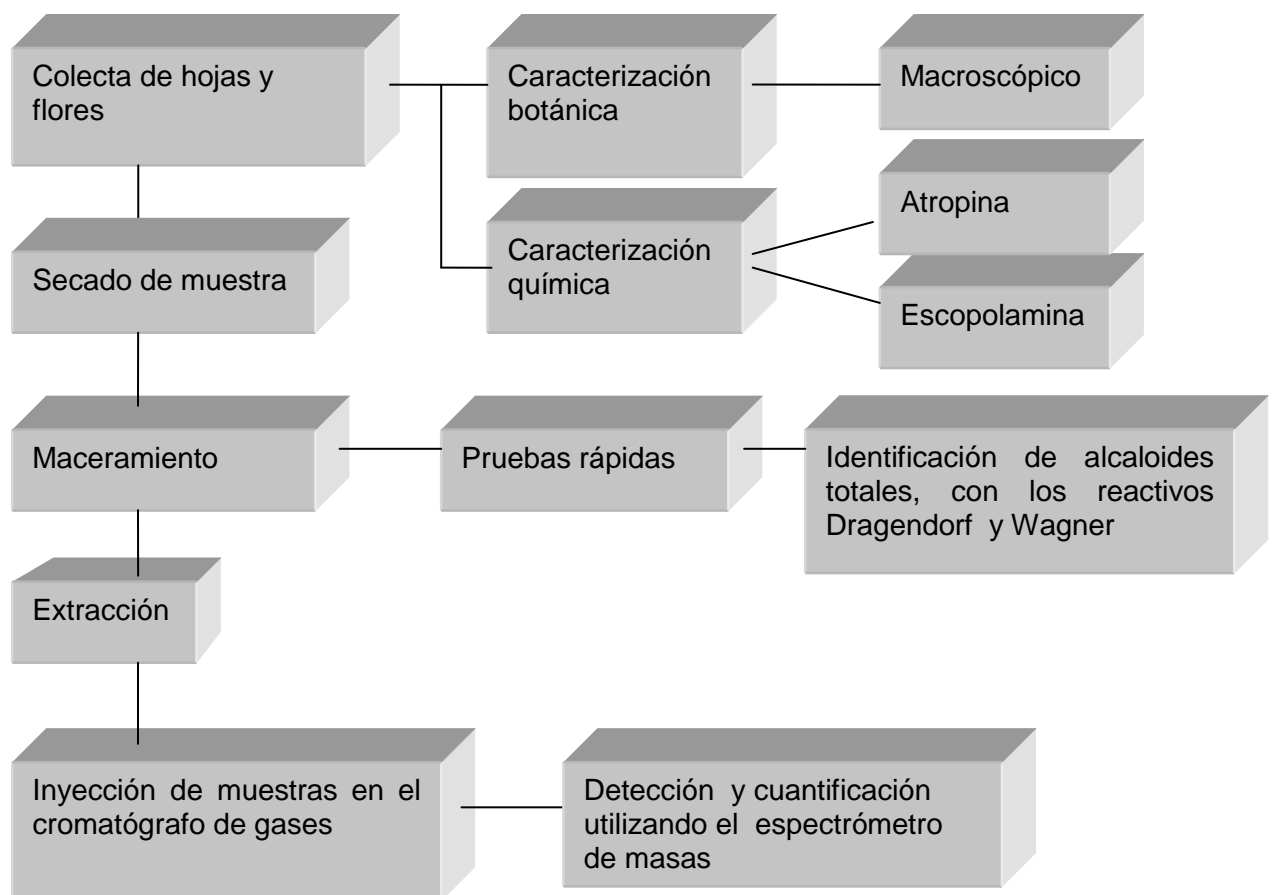 Colecta de hojas y
flores
Caracterización
botánica
Macroscópico
Atropina
Secado de muestra
Caracterización
química
Escopolamina
Maceramiento
Pruebas rápidas
Identificación de alcaloides
totales, con los reactivos
Dragendorf y Wagner
Extracción
Inyección de muestras en el
cromatógrafo de gases
Detección y cuantificación
utilizando el espectrómetro
de masas